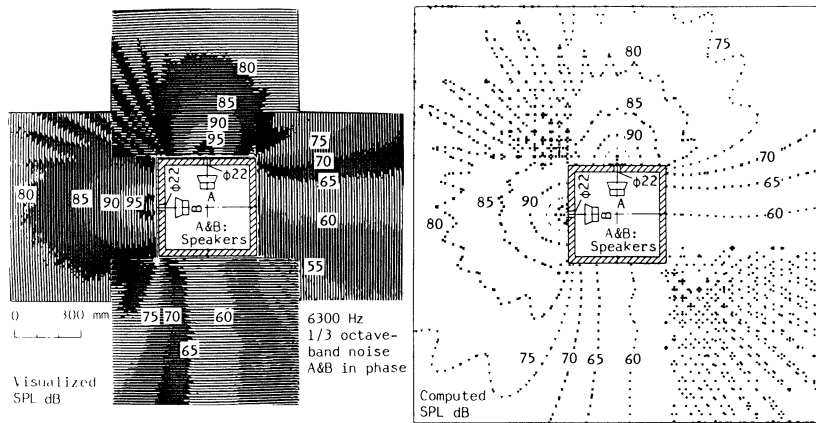 80
85
90
95
75
70
65
60
55
80
85
90
95
φ22
φ22
A
B
A&B:
Speakers
0 300 mm
75
70
60
65
6300 Hz
1/3 octave-
band noise
A&B in phase
Visualized
SPL dB
80
75
85
90
70
65
60
80
85
90
φ22
φ22
A
B
A&B:
Speakers
75
70
65
60
Computed
SPL dB